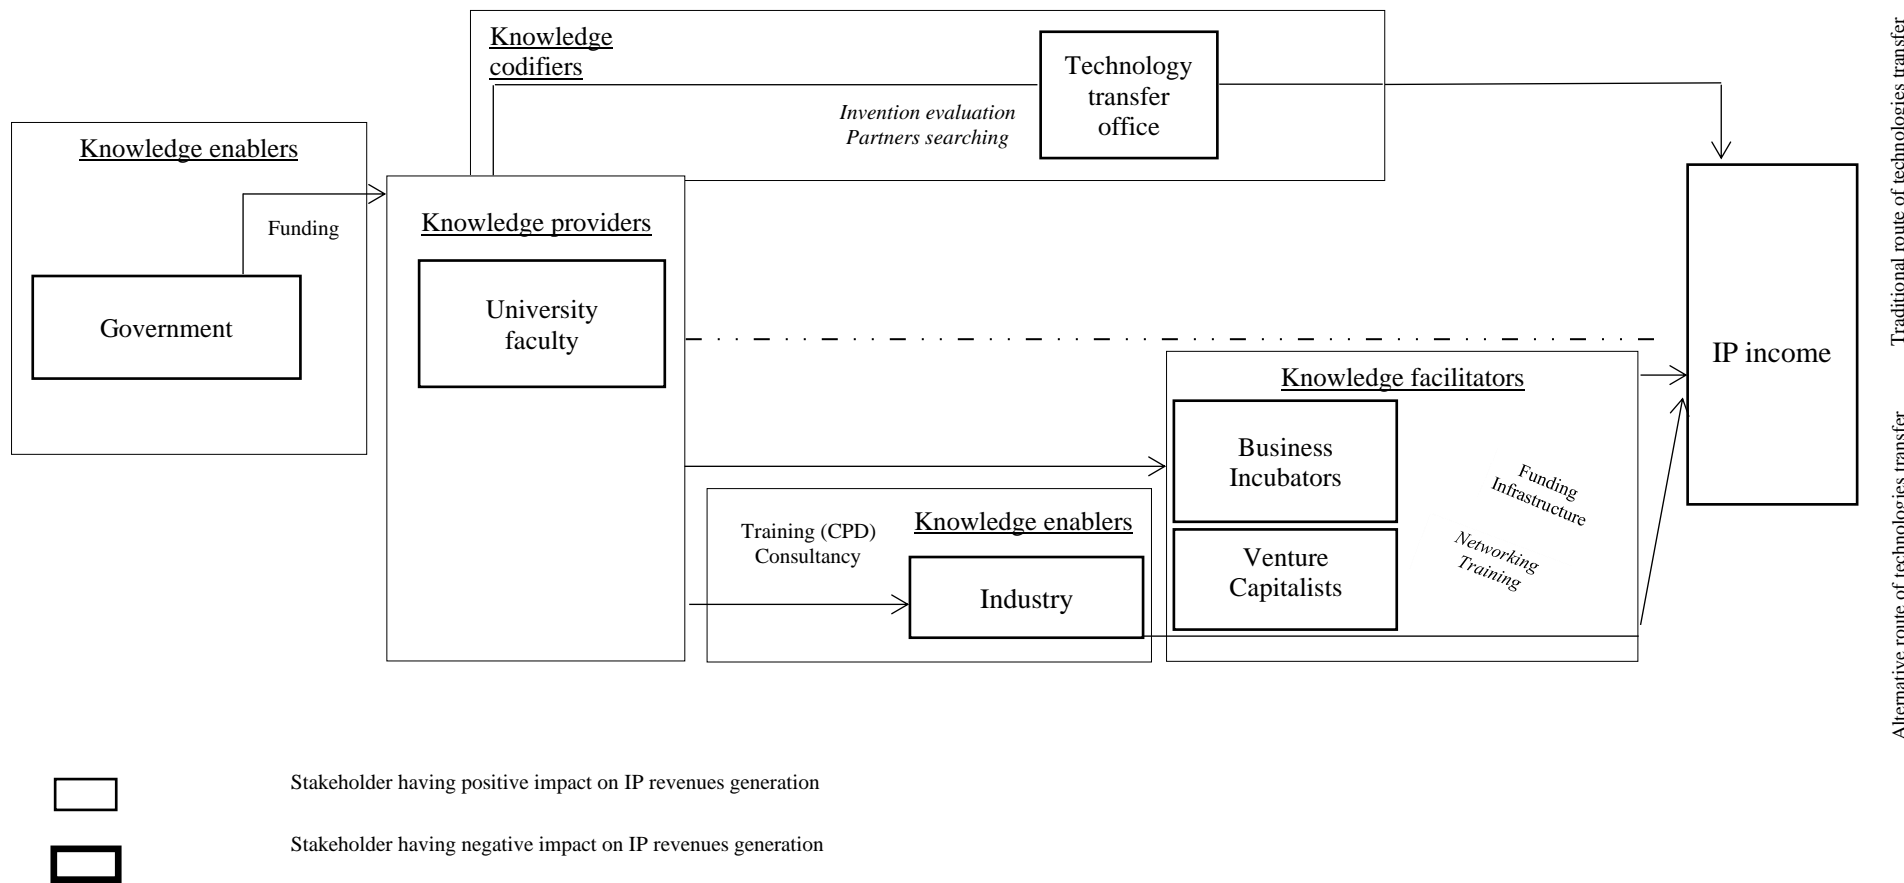 Knowledge
codifiers
Technology
transfer
office
Invention evaluation
Partners searching
Knowledge enablers
Funding
Government
Knowledge providers
University
faculty
IP income
Knowledge facilitators
Business
Incubators
Venture
Capitalists
Funding
Infrastructure
Networking
Training
Training (CPD)
Consultancy
Knowledge enablers
Industry
Traditional route of technologies transfer
Alternative route of technologies transfer
Stakeholder having positive impact on IP revenues generation
Stakeholder having negative impact on IP revenues generation